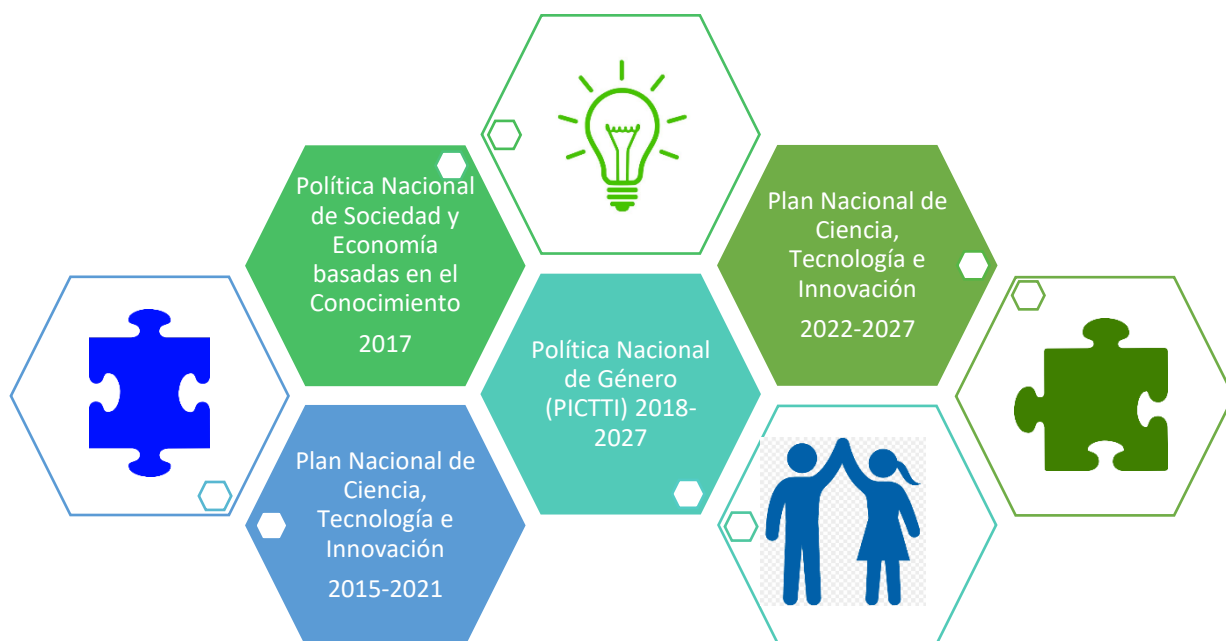 Política Nacional
de Sociedad y
Economía
basadas en el
Conocimiento
2017
Plan Nacional de
Ciencia,
Tecnología e
Innovación
2022-2027
Política Nacional
de Género
(PICTTI) 2018-
2027
Plan Nacional de
Ciencia,
Tecnología e
Innovación
2015-2021